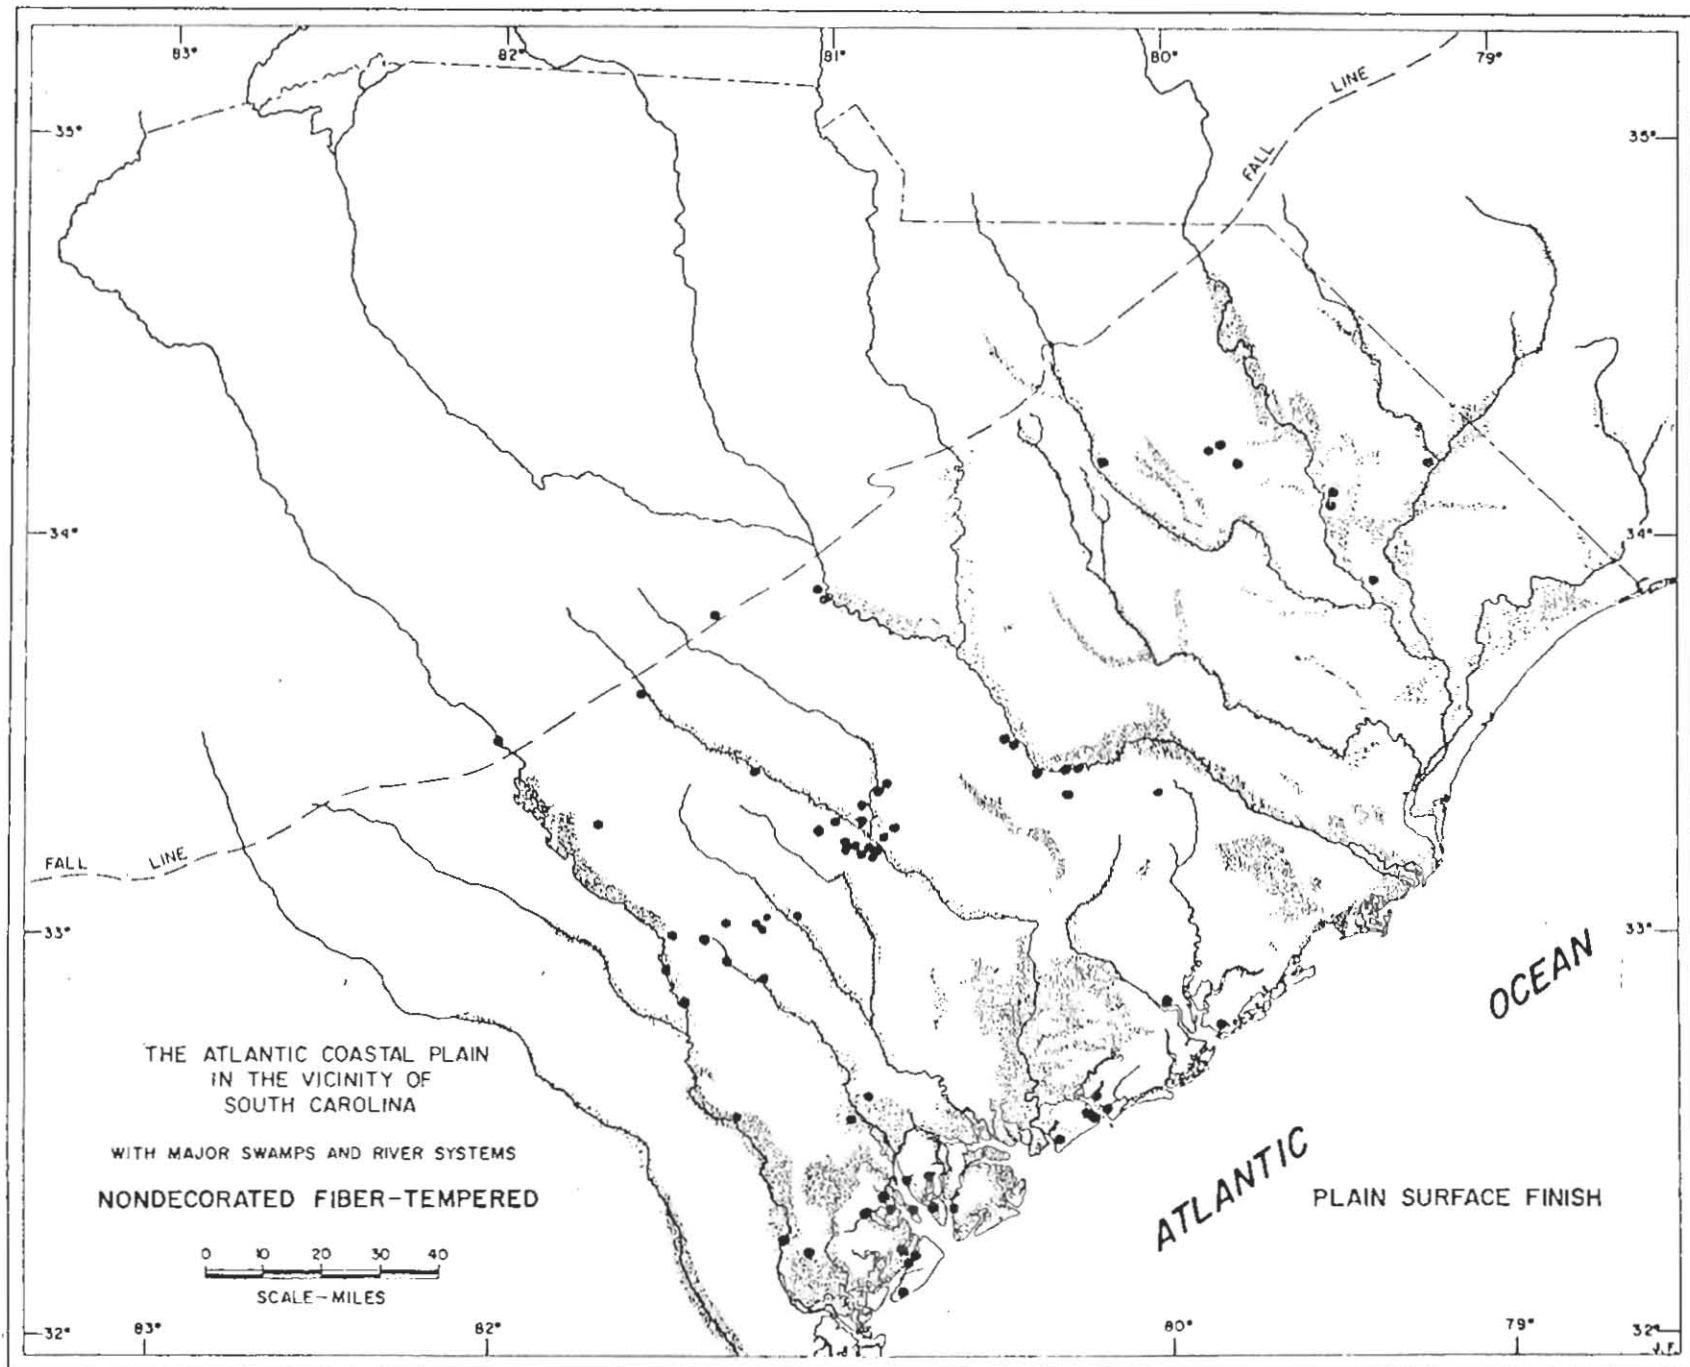 83°
82°
81°
80°
79°
LINE
35°
35°
FALL
34°
34°
FALL
LINE
33°
33°
OCEAN
THE ATLANTIC COASTAL PLAIN
IN THE VICINITY OF
SOUTH CAROLINA
WITH MAJOR SWAMPS AND RIVER SYSTEMS
NONDECORATED FIBER-TEMPERED
ATLANTIC
PLAIN SURFACE FINISH
0 10 20 30 40
SCALE-MILES
32°
83°
82°
80°
79°
32°
J.F.